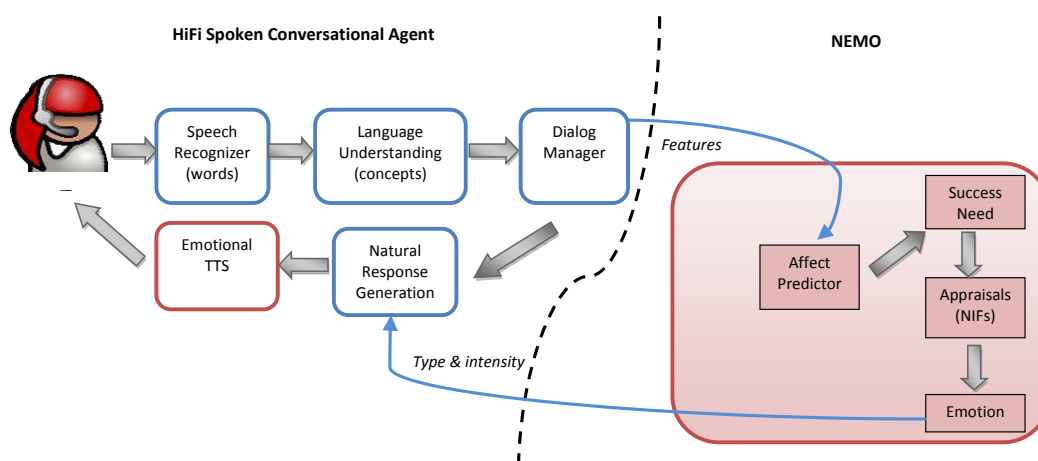 HiFi Spoken Conversational Agent
NEMO
Speech
Recognizer
(words)
Language
Understanding
(concepts)
Dialog
Manager
Features
Success
Need
Emotional
TTS
Natural
Response
Generation
Affect
Predictor
Appraisals
(NIFs)
Type & intensity
Emotion